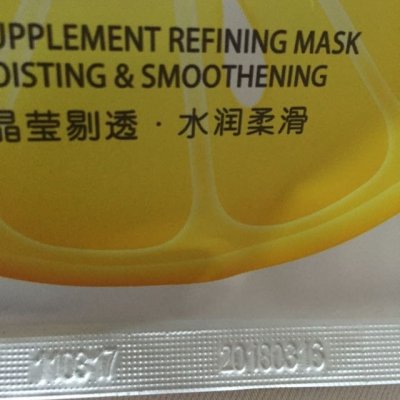 UPPLEMENT REFINING MASK
OISTING & SMOOTHENING
晶莹剔透·水润柔滑
20180316